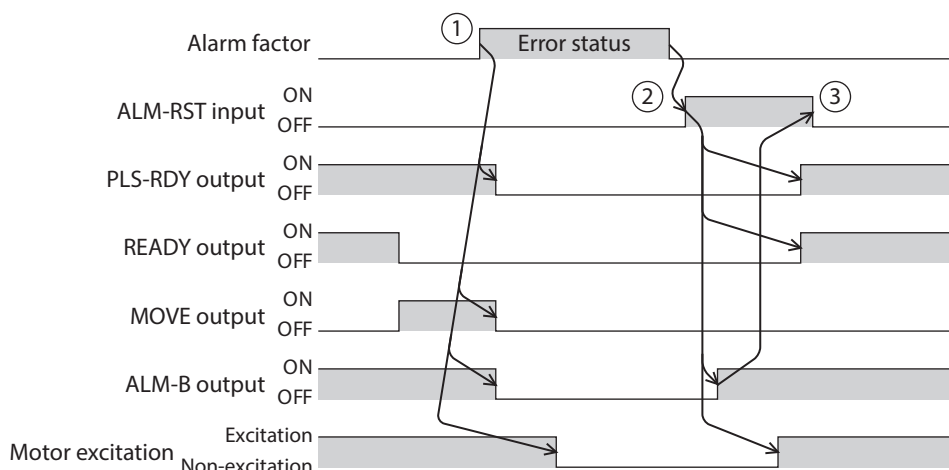 Alarm factor
①
Error status
ALM-RST input
ON
OFF
②
③
PLS-RDY output
ON
OFF
READY output
ON
OFF
MOVE output
ON
OFF
ALM-B output
ON
OFF
Motor excitation
Excitation
Non-excitation